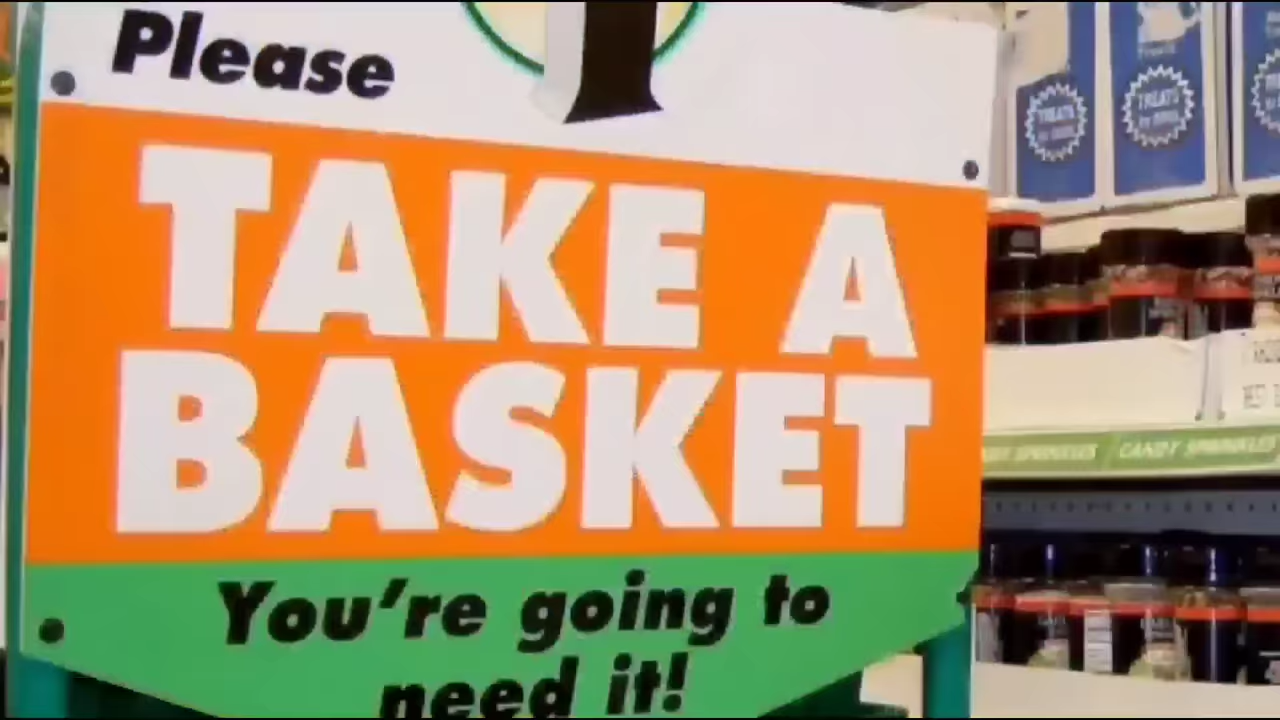 Please
TAKE A
BASKET
You're going to
need it!
TREATS
TREATS
CANDY SPRINKLES